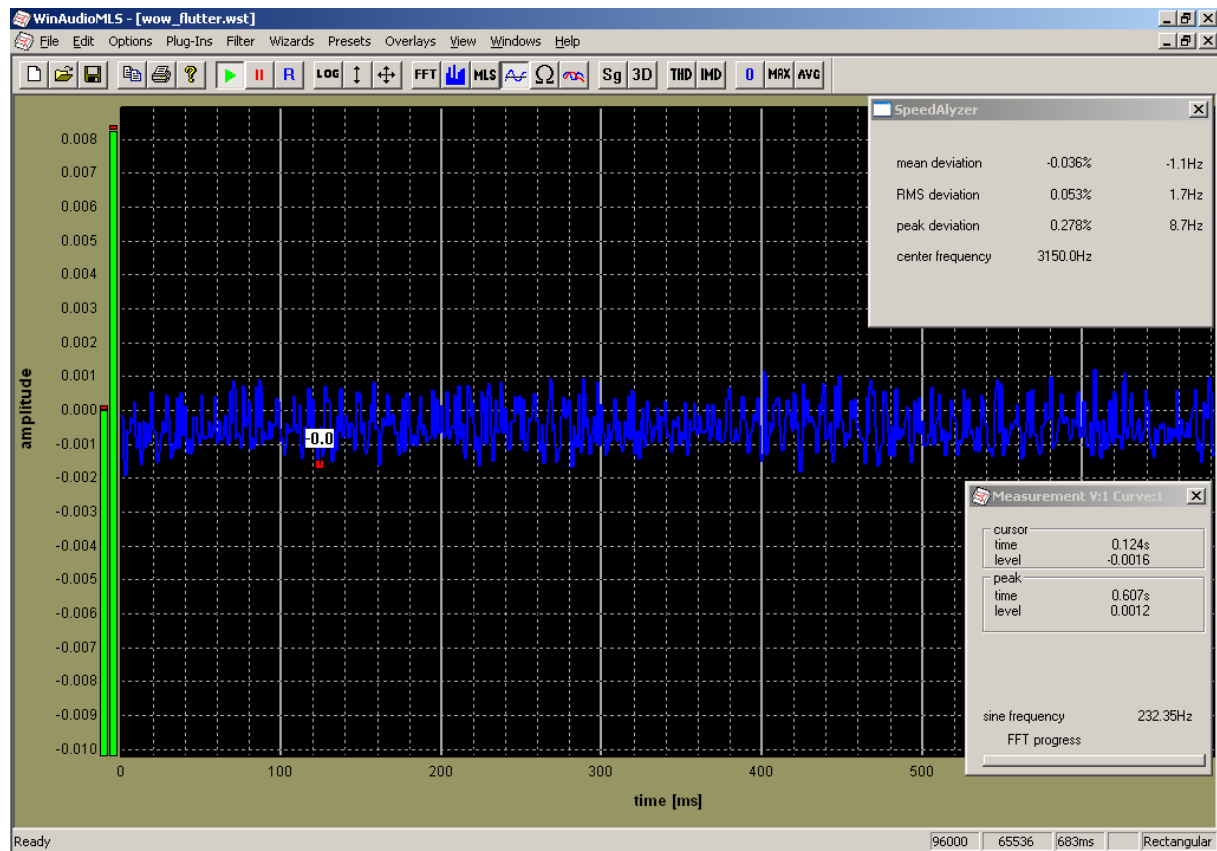 WinAudioMLS - [wow_flutter.wst]
File Edit Options Plug-Ins Filter Wizards Presets Overlays View Windows Help
R LOG FFT MLS Ω Sg 3D THD IMD 0 MAX AVG
SpeedAlyzer
mean deviation -0.036% -1.1Hz
RMS deviation 0.053% 1.7Hz
peak deviation 0.278% 8.7Hz
center frequency 3150.0Hz
amplitude
0.008
0.007
0.006
0.005
0.004
0.003
0.002
0.001
0.000
-0.001
-0.002
-0.003
-0.004
-0.005
-0.006
-0.007
-0.008
-0.009
-0.010
-0.0
Measurement V:1 Curve:1
cursor
time 0.124s
level -0.0016
peak
time 0.607s
level 0.0012
sine frequency 232.35Hz
FFT progress
0 100 200 300 400 500
time [ms]
Ready 96000 65536 683ms Rectangular